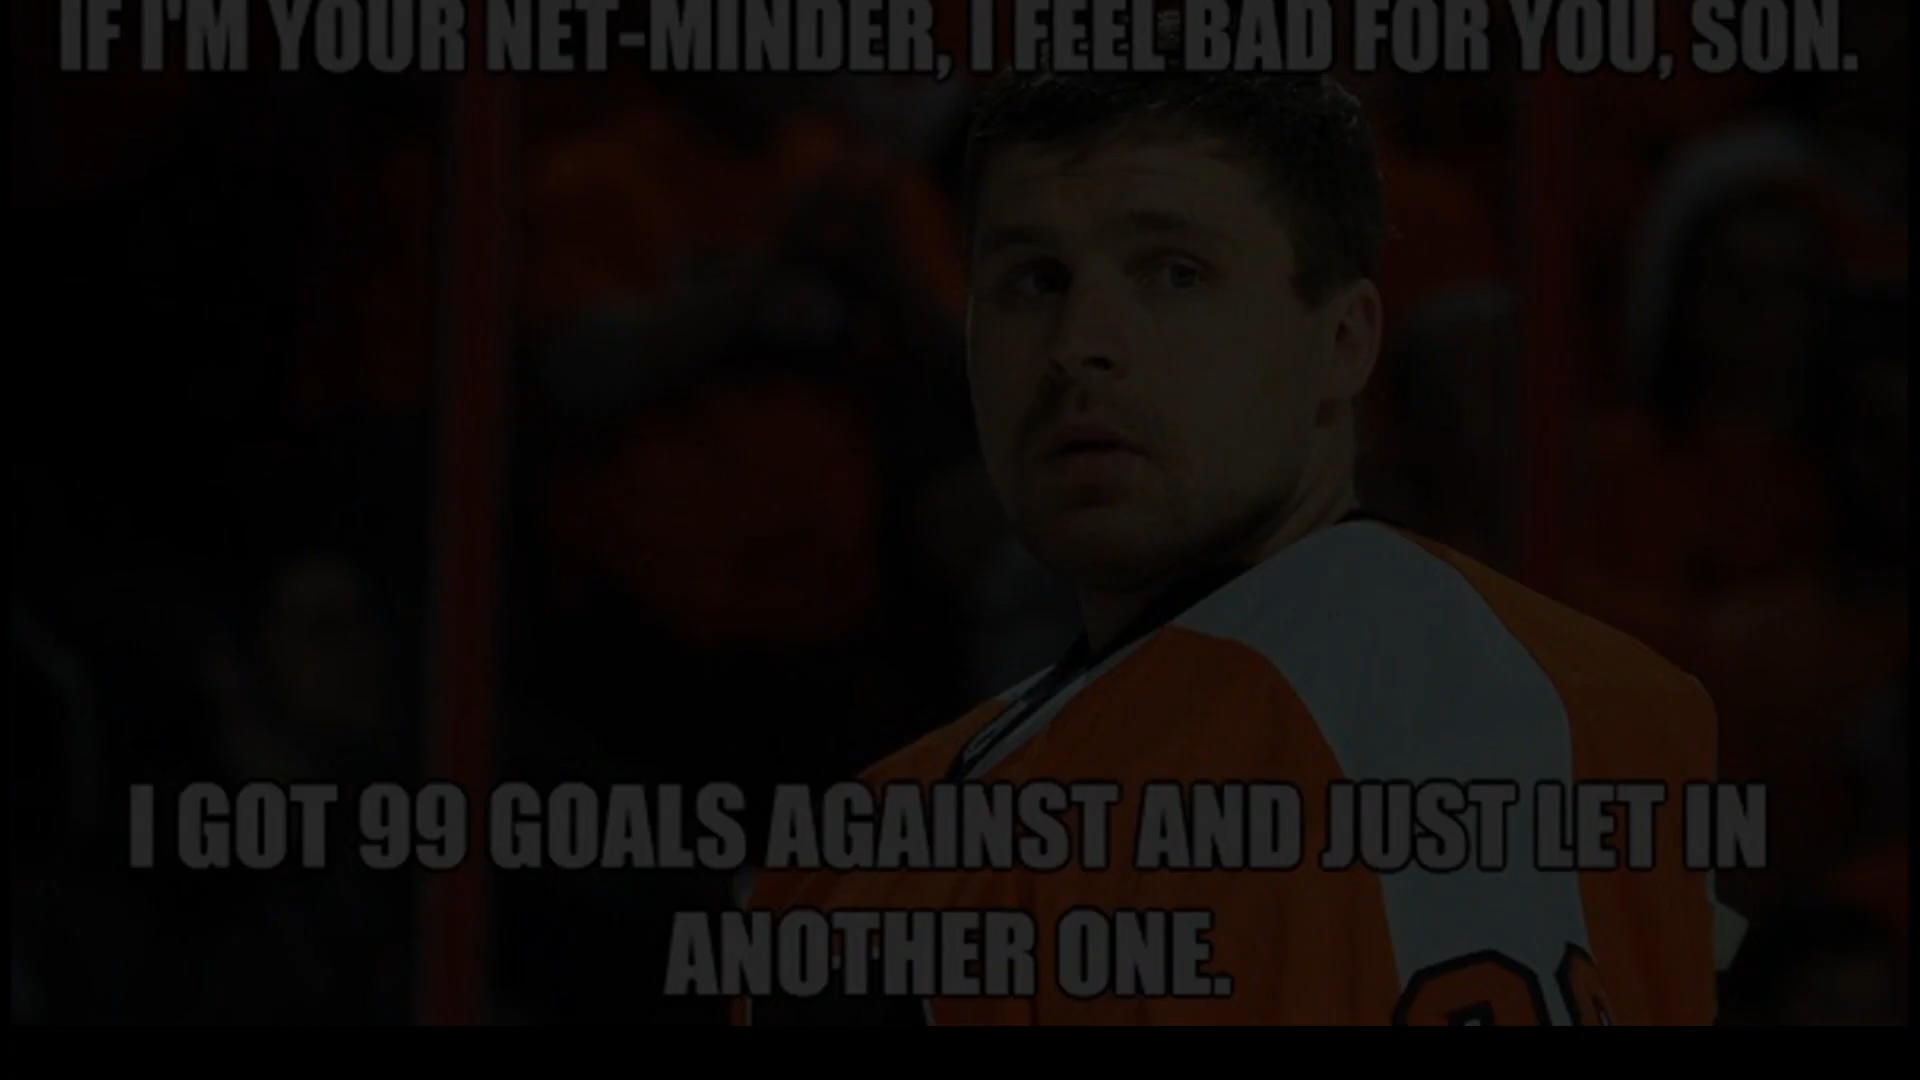 IF I'M YOUR NET-MINDER, I FEEL BAD FOR YOU, SON.
I GOT 99 GOALS AGAINST AND JUST LET IN
ANOTHER ONE.